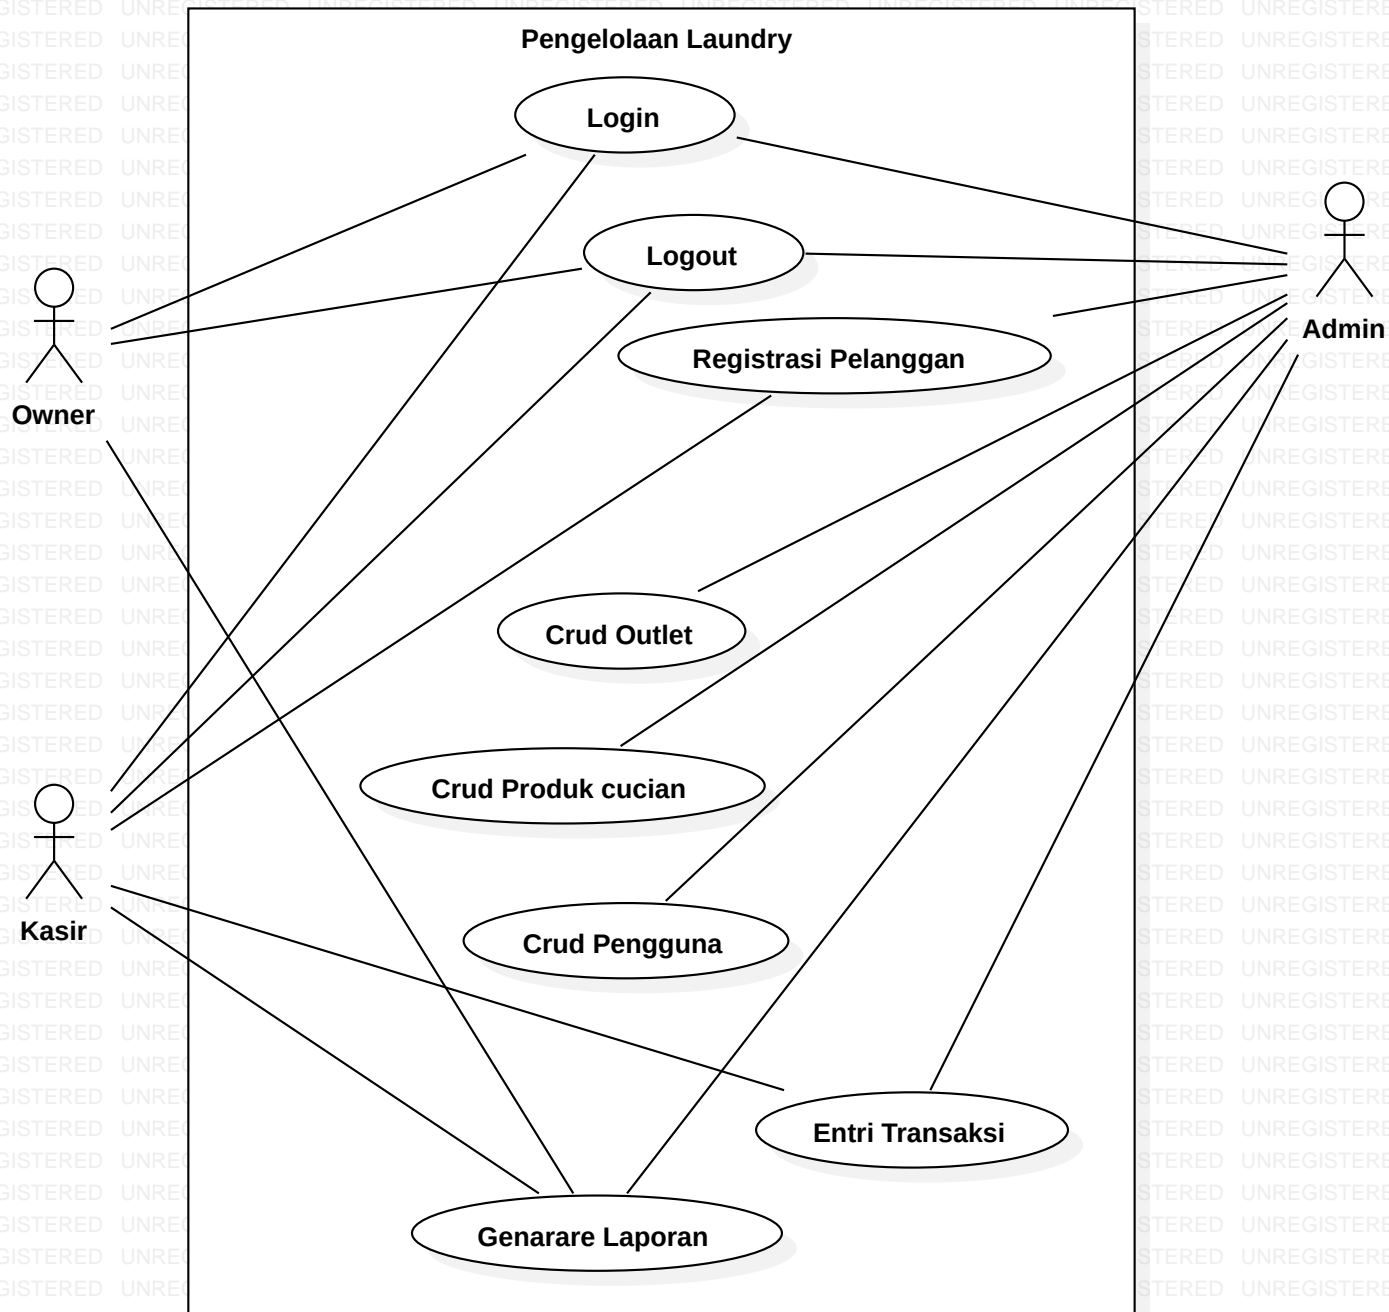 Pengelolaan Laundry
Login
Logout
Registrasi Pelanggan
Admin
Owner
Crud Outlet
Crud Produk cucian
Kasir
Crud Pengguna
Entri Transaksi
Genarare Laporan
UNREGISTERED